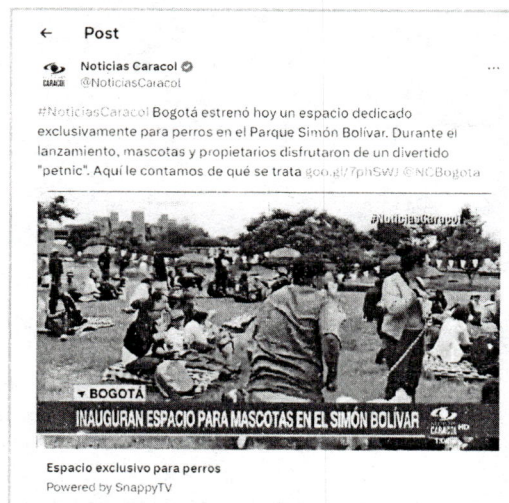 ← Post
Noticias Caracol
CARACOL
@NoticiasCaracol
#NoticiasCaracol Bogotá estrenó hoy un espacio dedicado
exclusivamente para perros en el Parque Simón Bolívar. Durante el
lanzamiento, mascotas y propietarios disfrutaron de un divertido
"petnic". Aquí le contamos de qué se trata goo.gl/7phSWJ @NCBogota
#NoticiasCaracol
BOGOTÁ
INAUGURAN ESPACIO PARA MASCOTAS EN EL SIMÓN BOLÍVAR
CARACOL HD
Espacio exclusivo para perros
Powered by SnappyTV